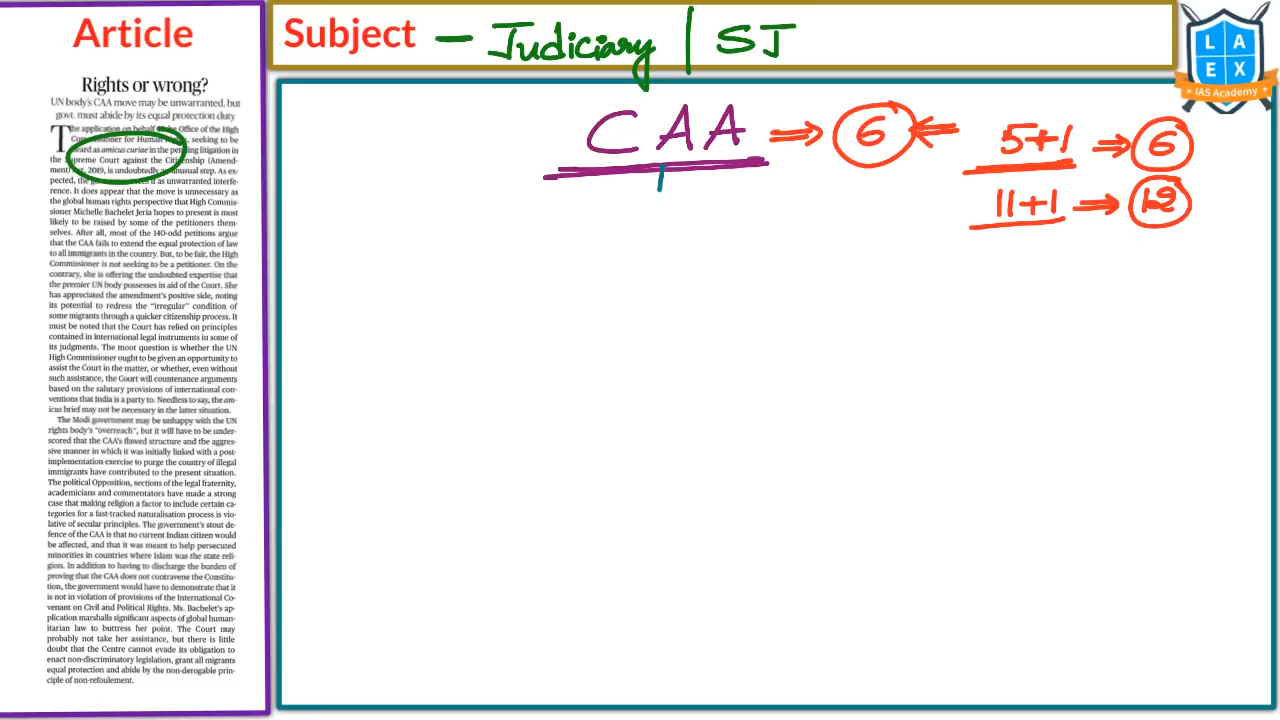 Article
Rights or wrong?
UN body's CAA move may be unwarranted, but
govt. must abide by its equal protection duty
The application on behalf of the Office of the High
Commissioner for Human Rights, seeking to be
heard as amicus curiae in the pending litigation in
the Supreme Court against the Citizenship (Amend-
ment) Act, 2019, is undoubtedly an unusual step. As ex-
pected, the government sees it as unwarranted interfe-
rence. It does appear that the move is unnecessary as
the global human rights perspective that High Commis-
sioner Michelle Bachelet Jeria hopes to present is most
likely to be raised by some of the petitioners them-
selves. After all, most of the 140-odd petitions argue
that the CAA fails to extend the equal protection of law
to all immigrants in the country. But, to be fair, the High
Commissioner is not seeking to be a petitioner. On the
contrary, she is offering the undoubted expertise that
the premier UN body possesses in aid of the Court. She
has appreciated the amendment's positive side, noting
its potential to redress the "irregular" condition of
some migrants through a quicker citizenship process. It
must be noted that the Court has relied on principles
contained in international legal instruments in some of
its judgments. The moot question is whether the UN
High Commissioner ought to be given an opportunity to
assist the Court in the matter, or whether, even without
such assistance, the Court will countenance arguments
based on the salutary provisions of international con-
ventions that India is a party to. Needless to say, the am-
icus brief may not be necessary in the latter situation.
The Modi government may be unhappy with the UN
rights body's "overreach", but it will have to be under-
scored that the CAA's flawed structure and the aggres-
sive manner in which it was initially linked with a post-
implementation exercise to purge the country of illegal
immigrants have contributed to the present situation.
The political Opposition, sections of the legal fraternity,
academicians and commentators have made a strong
case that making religion a factor to include certain ca-
tegories for a fast-tracked naturalisation process is vio-
lative of secular principles. The government's stout de-
fence of the CAA is that no current Indian citizen would
be affected, and that it was meant to help persecuted
minorities in countries where Islam was the state reli-
gion. In addition to having to discharge the burden of
proving that the CAA does not contravene the Constitu-
tion, the government would have to demonstrate that it
is not in violation of provisions of the International Co-
venant on Civil and Political Rights. Ms. Bachelet's ap-
plication marshalls significant aspects of global human-
itarian law to buttress her point. The Court may
probably not take her assistance, but there is little
doubt that the Centre cannot evade its obligation to
enact non-discriminatory legislation, grant all migrants
equal protection and abide by the non-derogable prin-
ciple of non-refoulement.
Subject - Judiciary | SJ
CAA ⇒ 6 ⇐ 5+1 ⇒ 6
11+1 ⇒ 12
LA
EX
IAS Academy